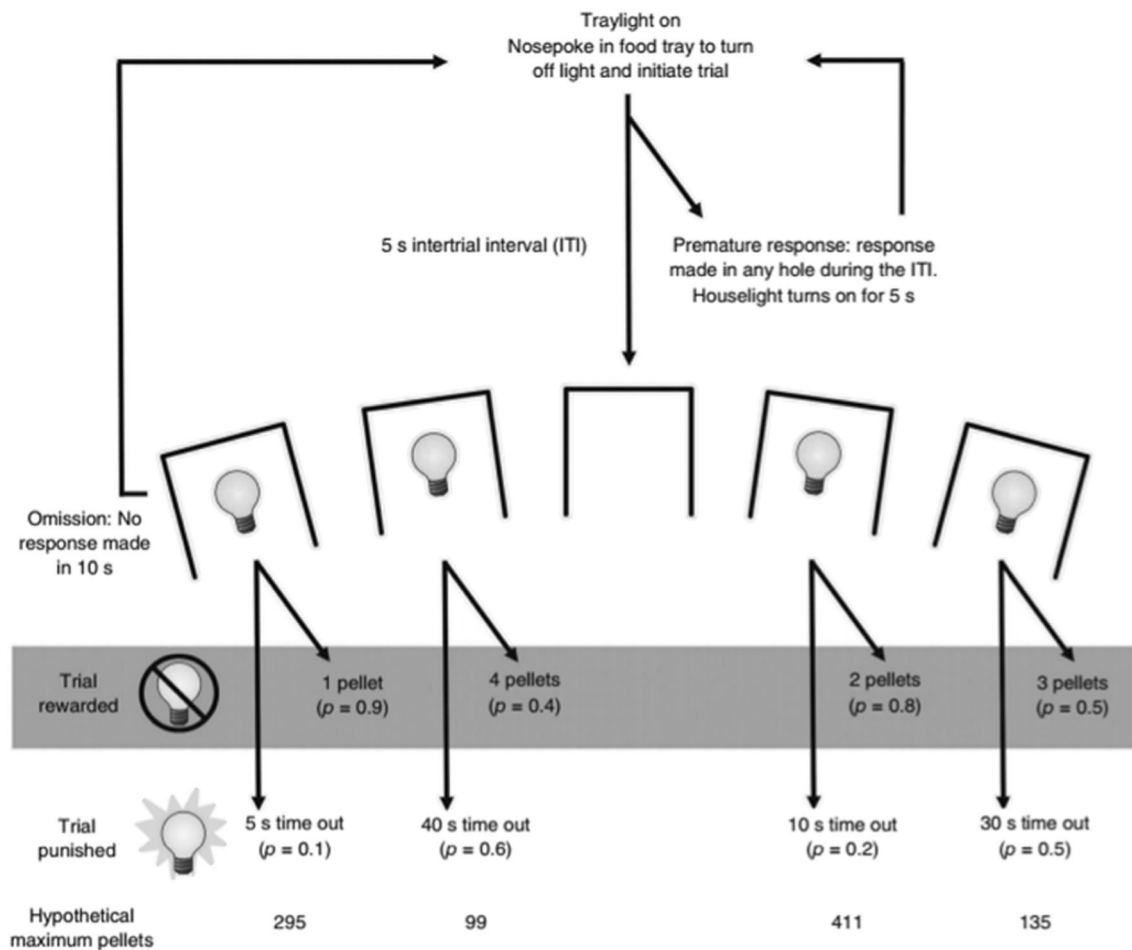 Traylight on
Nosepoke in food tray to turn
off light and initiate trial
5 s intertrial interval (ITI)
Premature response: response
made in any hole during the ITI.
Houselight turns on for 5 s
Omission: No
response made
in 10 s
Trial
rewarded
1 pellet
(p = 0.9)
4 pellets
(p = 0.4)
2 pellets
(p = 0.8)
3 pellets
(p = 0.5)
Trial
punished
5 s time out
(p = 0.1)
40 s time out
(p = 0.6)
10 s time out
(p = 0.2)
30 s time out
(p = 0.5)
Hypothetical
maximum pellets
295
99
411
135